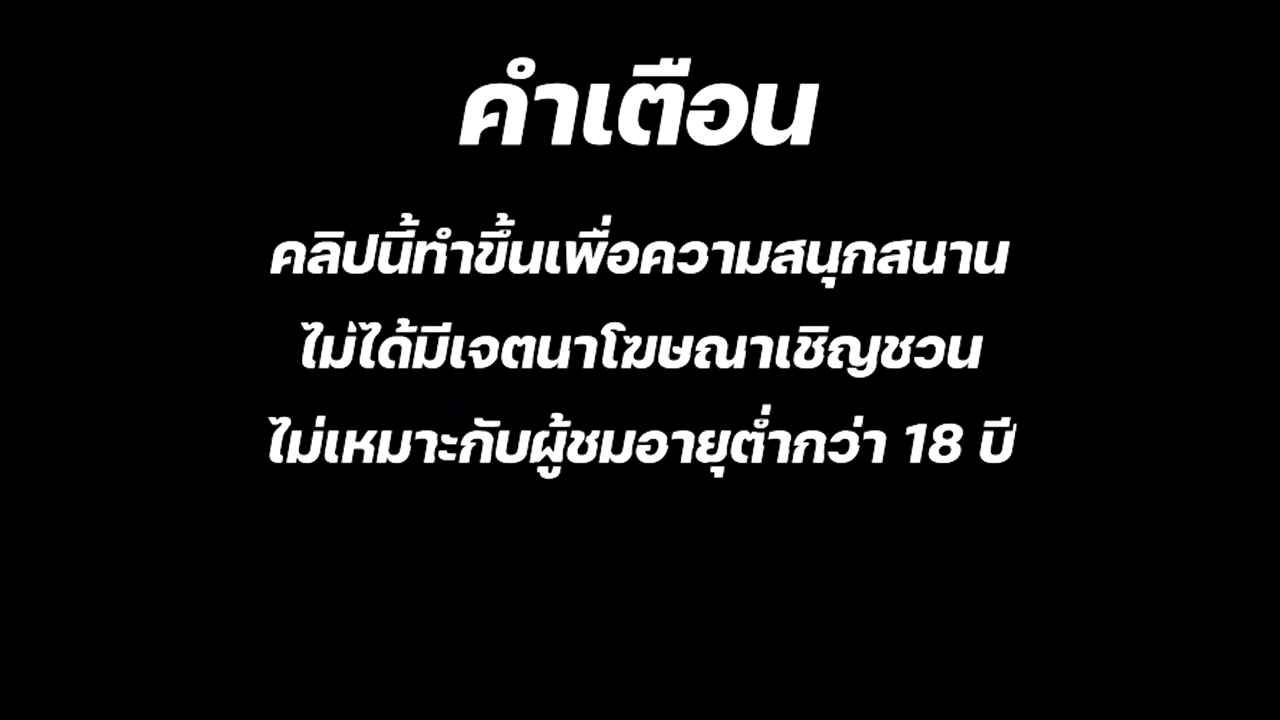 คำเตือน
คลิปนี้ทำขึ้นเพื่อความสนุกสนาน
ไม่ได้มีเจตนาโฆษณาเชิญชวน
ไม่เหมาะกับผู้ชมอายุต่ำกว่า 18 ปี